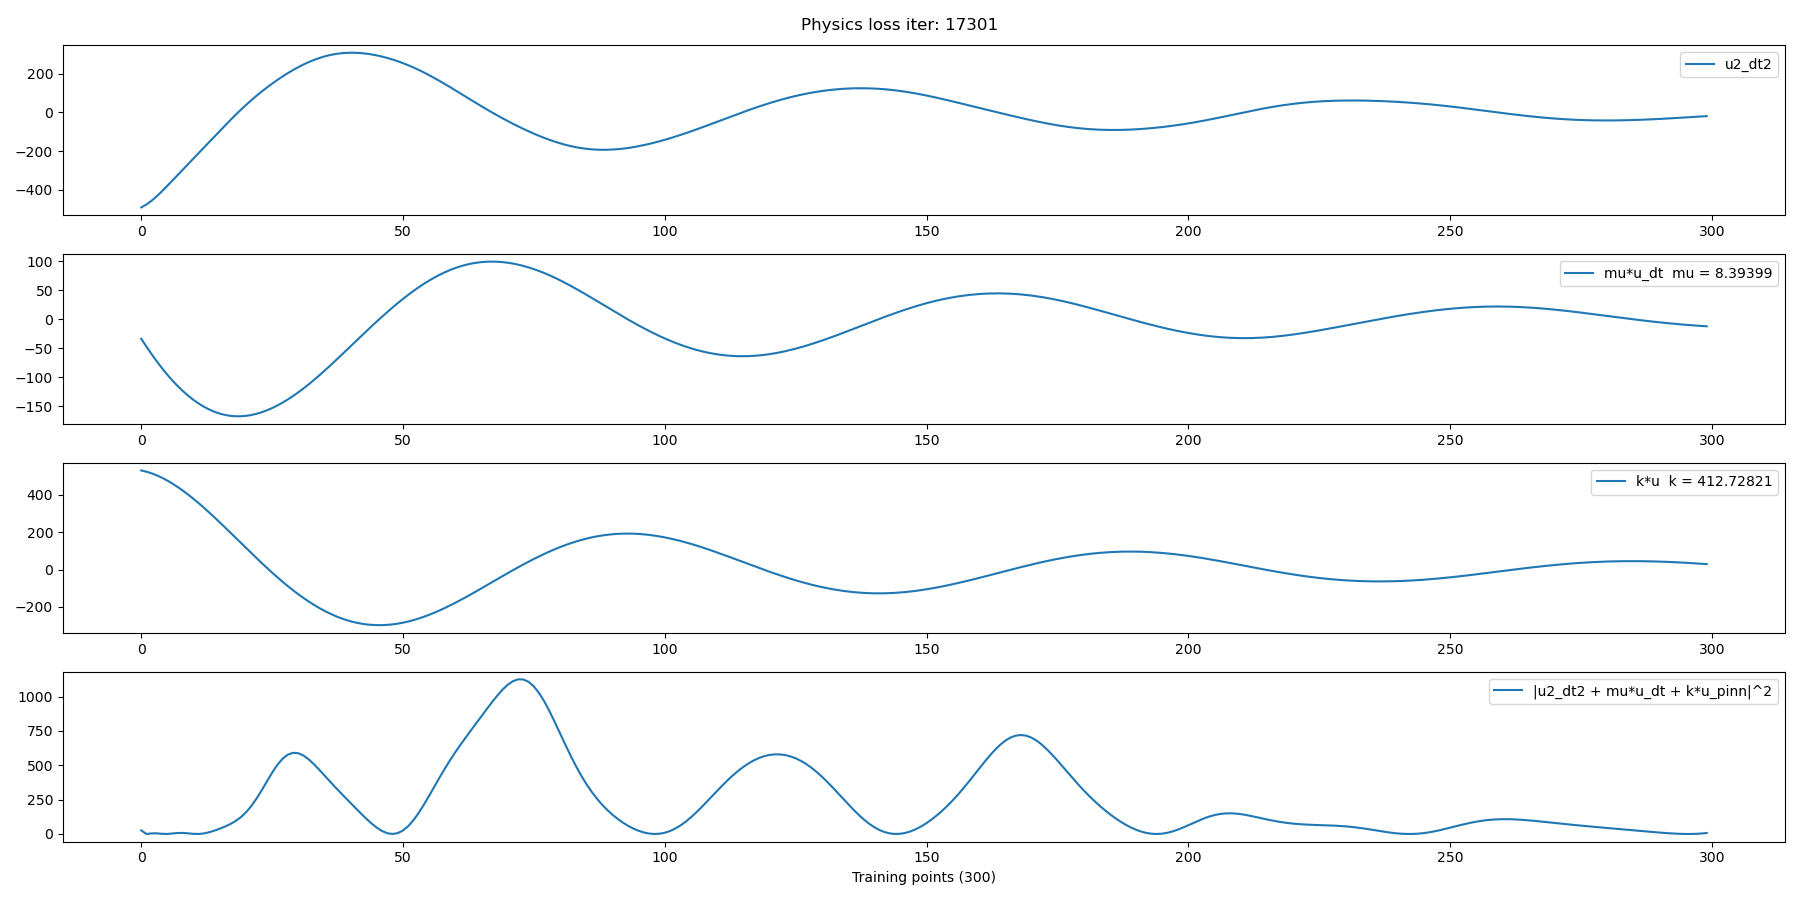 Physics loss iter: 17301
u2_dt2
200
0
−200
−400
0 50 100 150 200 250 300
mu*u_dt  mu = 8.39399
100
50
0
−50
−100
−150
0 50 100 150 200 250 300
k*u  k = 412.72821
400
200
0
−200
0 50 100 150 200 250 300
|u2_dt2 + mu*u_dt + k*u_pinn|^2
1000
750
500
250
0
0 50 100 150 200 250 300
Training points (300)